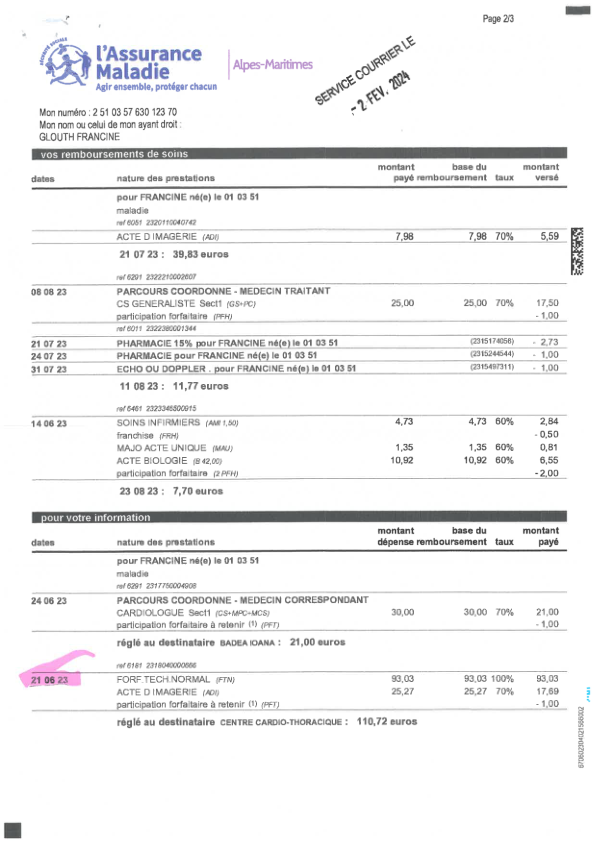 Page 2/3
SÉCURITÉ SOCIALE
l'Assurance
Maladie
Agir ensemble, protéger chacun
Alpes-Maritimes
SERVICE COURRIER LE
- 2 FEV. 2024
Mon numéro : 2 51 03 57 630 123 70
Mon nom ou celui de mon ayant droit :
GLOUTH FRANCINE
vos remboursements de soins
dates nature des prestations montant payé base du remboursement taux montant versé
pour FRANCINE né(e) le 01 03 51
maladie
ref 6081 2320110040742
ACTE D IMAGERIE (ADI) 7,98 7,98 70% 5,59
21 07 23 : 39,83 euros
ref 6291 2322210002607
08 08 23 PARCOURS COORDONNE - MEDECIN TRAITANT
CS GENERALISTE Sect1 (GS+PC) 25,00 25,00 70% 17,50
participation forfaitaire (PFH) - 1,00
ref 6011 2322380001344
21 07 23 PHARMACIE 15% pour FRANCINE né(e) le 01 03 51 (2315174056) - 2,73
24 07 23 PHARMACIE pour FRANCINE né(e) le 01 03 51 (2315244544) - 1,00
31 07 23 ECHO OU DOPPLER . pour FRANCINE né(e) le 01 03 51 (2315497311) - 1,00
11 08 23 : 11,77 euros
ref 6461 2323346800915
14 06 23 SOINS INFIRMIERS (AMI 1,50) 4,73 4,73 60% 2,84
franchise (FRH) - 0,50
MAJO ACTE UNIQUE (MAU) 1,35 1,35 60% 0,81
ACTE BIOLOGIE (B 42,00) 10,92 10,92 60% 6,55
participation forfaitaire (2 PFH) - 2,00
23 08 23 : 7,70 euros
pour votre information
dates nature des prestations montant dépense base du remboursement taux montant payé
pour FRANCINE né(e) le 01 03 51
maladie
ref 6291 2317750004908
24 06 23 PARCOURS COORDONNE - MEDECIN CORRESPONDANT
CARDIOLOGUE Sect1 (CS+MPC+MCS) 30,00 30,00 70% 21,00
participation forfaitaire à retenir (1) (PFT) - 1,00
réglé au destinataire BADEA IOANA : 21,00 euros
ref 6181 2318040000886
21 06 23 FORF.TECH.NORMAL (FTN) 93,03 93,03 100% 93,03
ACTE D IMAGERIE (ADI) 25,27 25,27 70% 17,69
participation forfaitaire à retenir (1) (PFT) - 1,00
réglé au destinataire CENTRE CARDIO-THORACIQUE : 110,72 euros